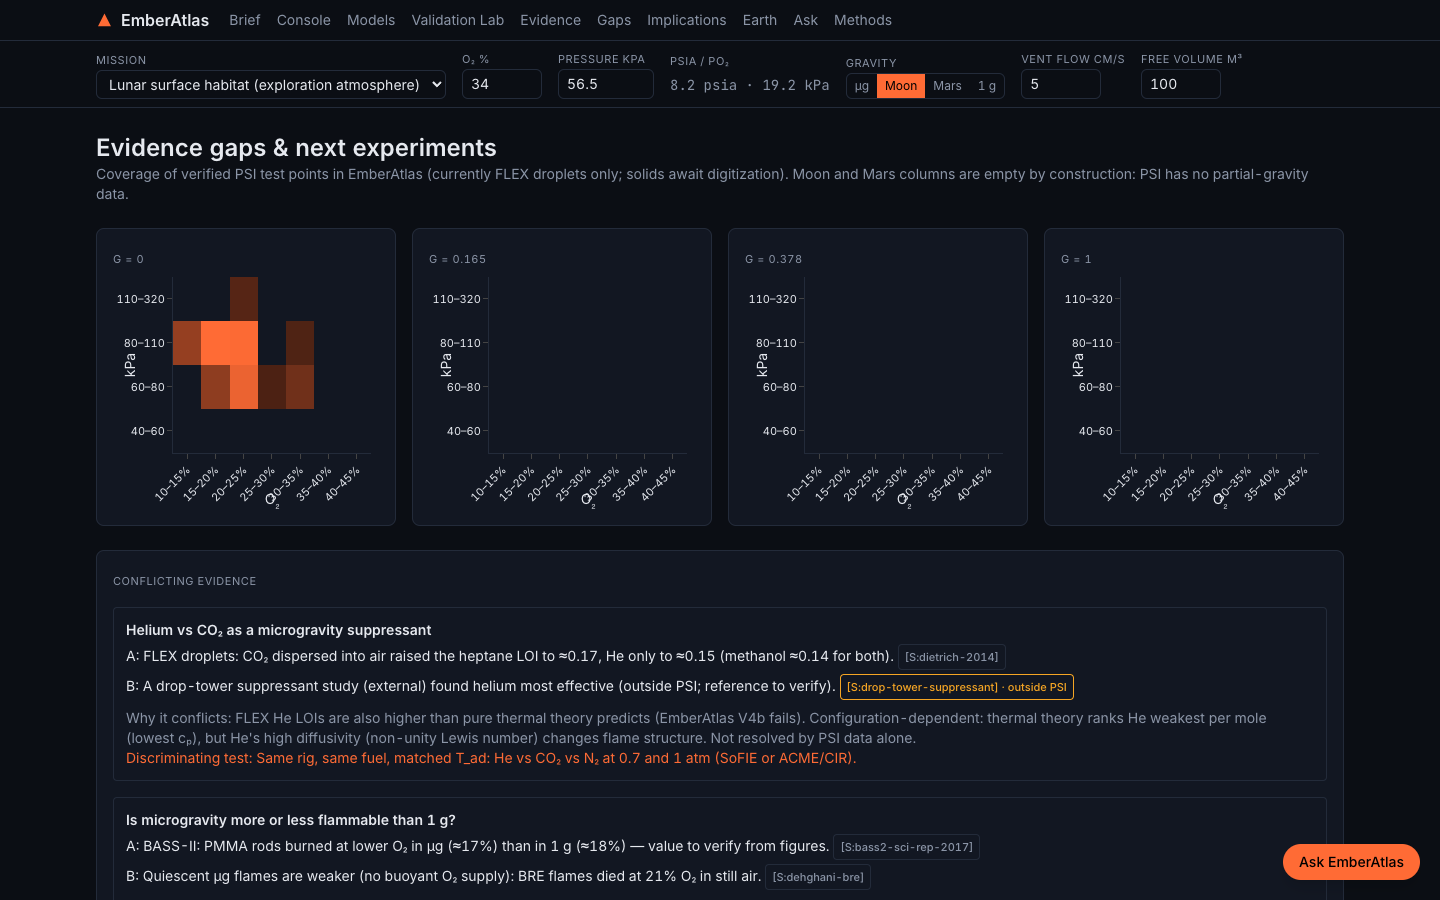 EmberAtlas Brief Console Models Validation Lab Evidence Gaps Implications Earth Ask Methods
MISSION O₂ % PRESSURE KPA PSIA / PO₂ GRAVITY VENT FLOW CM/S FREE VOLUME M³
Lunar surface habitat (exploration atmosphere) 34 56.5 8.2 psia · 19.2 kPa µg Moon Mars 1 g 5 100
Evidence gaps & next experiments
Coverage of verified PSI test points in EmberAtlas (currently FLEX droplets only; solids await digitization). Moon and Mars columns are empty by construction: PSI has no partial-gravity
data.
G = 0
110–320
80–110
60–80
40–60
kPa
10–15% 15–20% 20–25% 25–30% 30–35% 35–40% 40–45%
O₂
G = 0.165
110–320
80–110
60–80
40–60
kPa
10–15% 15–20% 20–25% 25–30% 30–35% 35–40% 40–45%
O₂
G = 0.378
110–320
80–110
60–80
40–60
kPa
10–15% 15–20% 20–25% 25–30% 30–35% 35–40% 40–45%
O₂
G = 1
110–320
80–110
60–80
40–60
kPa
10–15% 15–20% 20–25% 25–30% 30–35% 35–40% 40–45%
O₂
CONFLICTING EVIDENCE
Helium vs CO₂ as a microgravity suppressant
A: FLEX droplets: CO₂ dispersed into air raised the heptane LOI to ≈0.17, He only to ≈0.15 (methanol ≈0.14 for both). [S:dietrich-2014]
B: A drop-tower suppressant study (external) found helium most effective (outside PSI; reference to verify). [S:drop-tower-suppressant] · outside PSI
Why it conflicts: FLEX He LOIs are also higher than pure thermal theory predicts (EmberAtlas V4b fails). Configuration-dependent: thermal theory ranks He weakest per mole
(lowest cₚ), but He's high diffusivity (non-unity Lewis number) changes flame structure. Not resolved by PSI data alone.
Discriminating test: Same rig, same fuel, matched T_ad: He vs CO₂ vs N₂ at 0.7 and 1 atm (SoFIE or ACME/CIR).
Is microgravity more or less flammable than 1 g?
A: BASS-II: PMMA rods burned at lower O₂ in µg (≈17%) than in 1 g (≈18%) — value to verify from figures. [S:bass2-sci-rep-2017]
B: Quiescent µg flames are weaker (no buoyant O₂ supply): BRE flames died at 21% O₂ in still air. [S:dehghani-bre]
Ask EmberAtlas